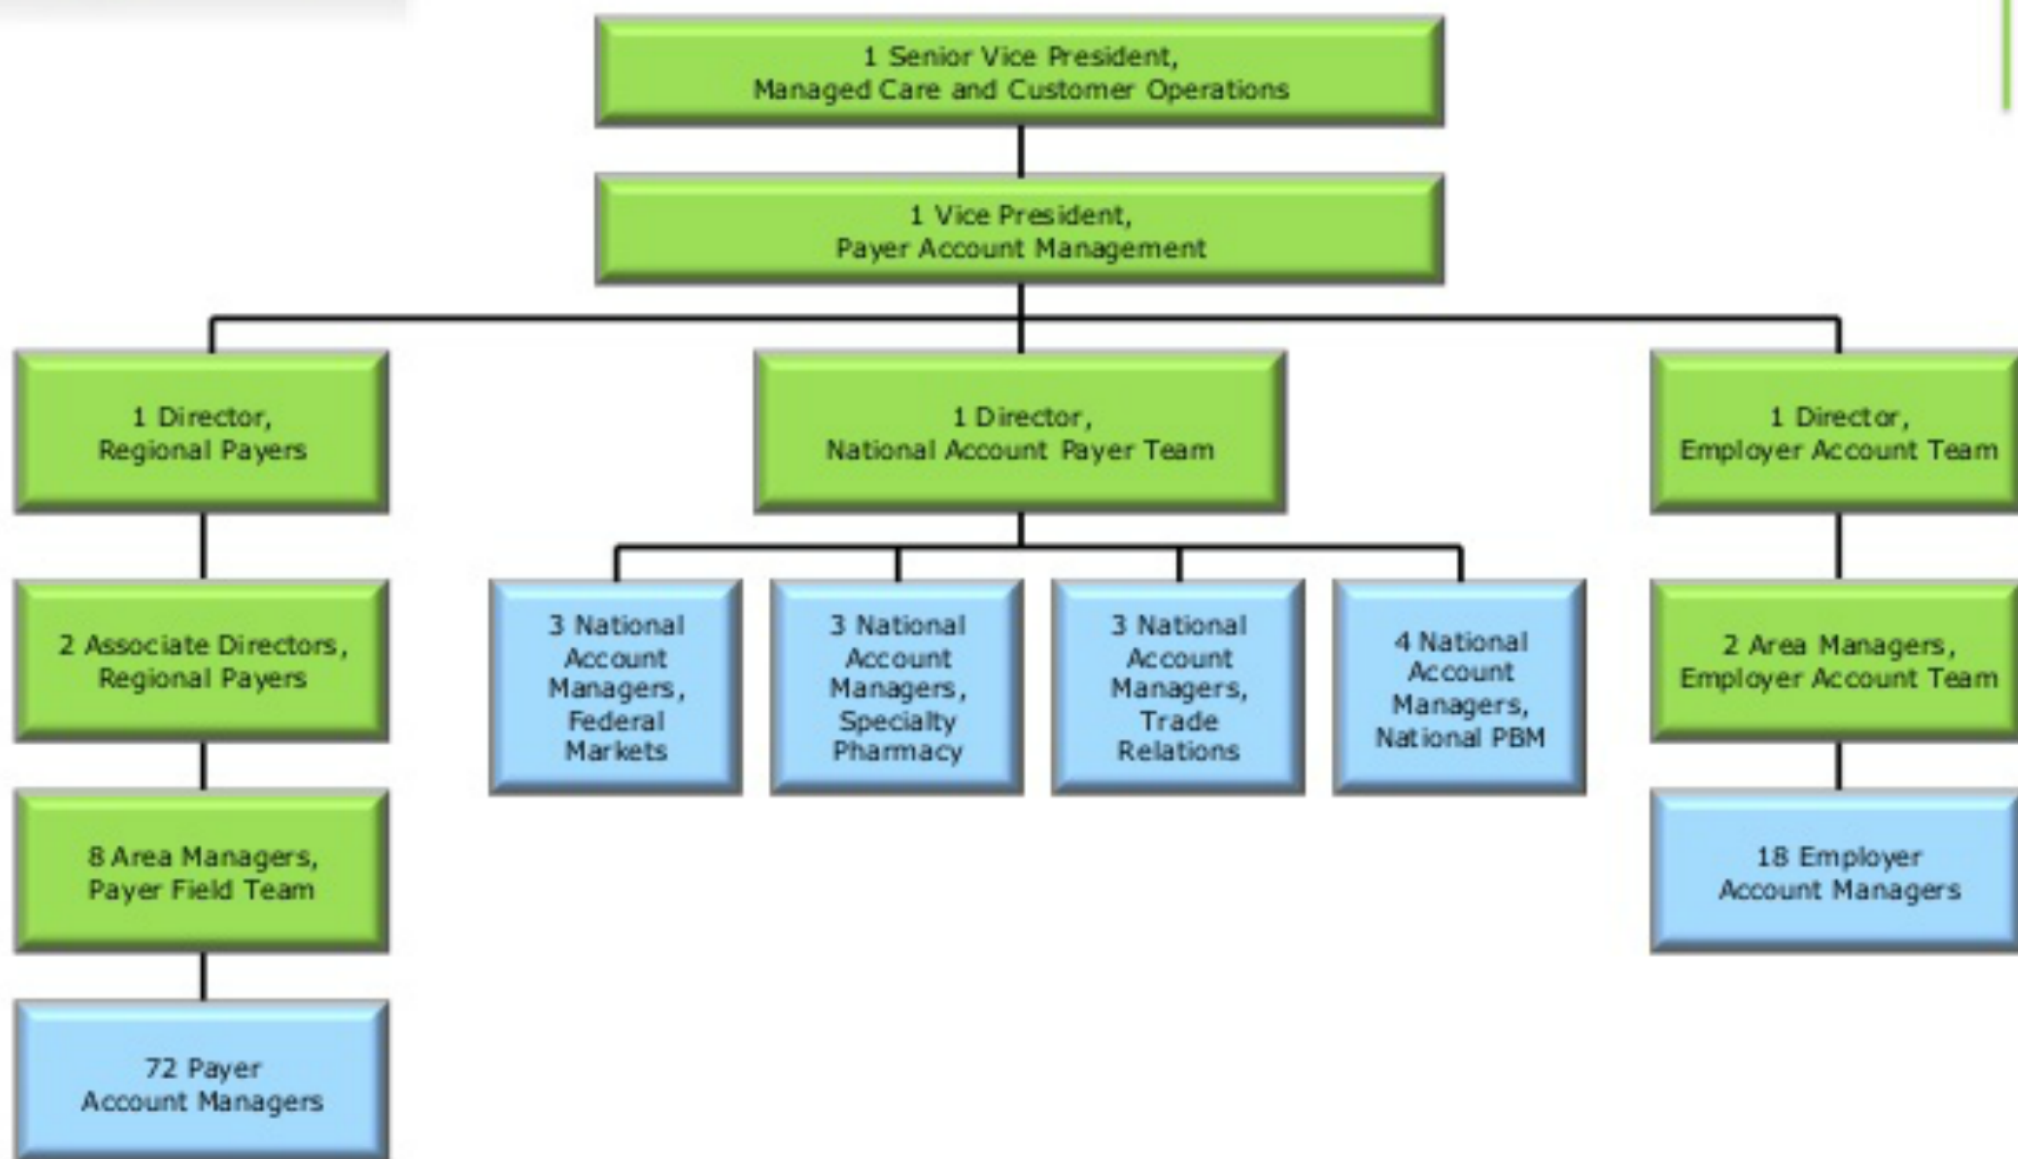 1 Senior Vice President,
Managed Care and Customer Operations
1 Vice President,
Payer Account Management
1 Director,
Regional Payers
1 Director,
National Account Payer Team
1 Director,
Employer Account Team
2 Associate Directors,
Regional Payers
3 National
Account
Managers,
Federal
Markets
3 National
Account
Managers,
Specialty
Pharmacy
3 National
Account
Managers,
Trade
Relations
4 National
Account
Managers,
National PBM
2 Area Managers,
Employer Account Team
8 Area Managers,
Payer Field Team
18 Employer
Account Managers
72 Payer
Account Managers